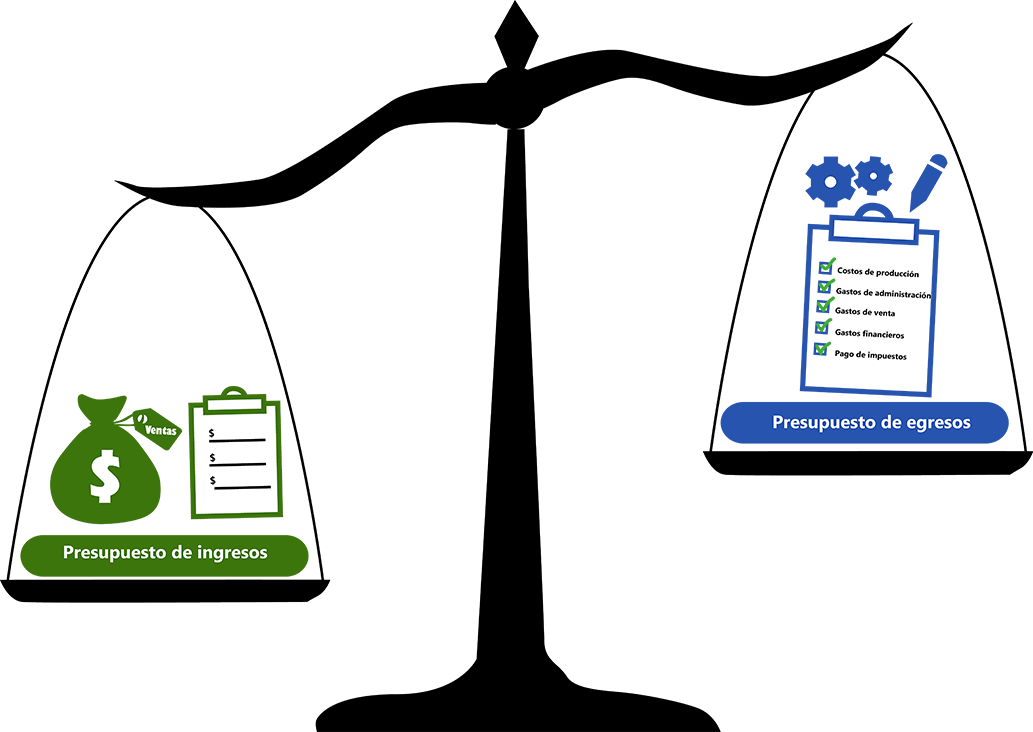 Costos de producción
Gastos de administración
Gastos de venta
Gastos financieros
Pago de impuestos
Presupuesto de egresos
Ventas
$
$
$
$
Presupuesto de ingresos